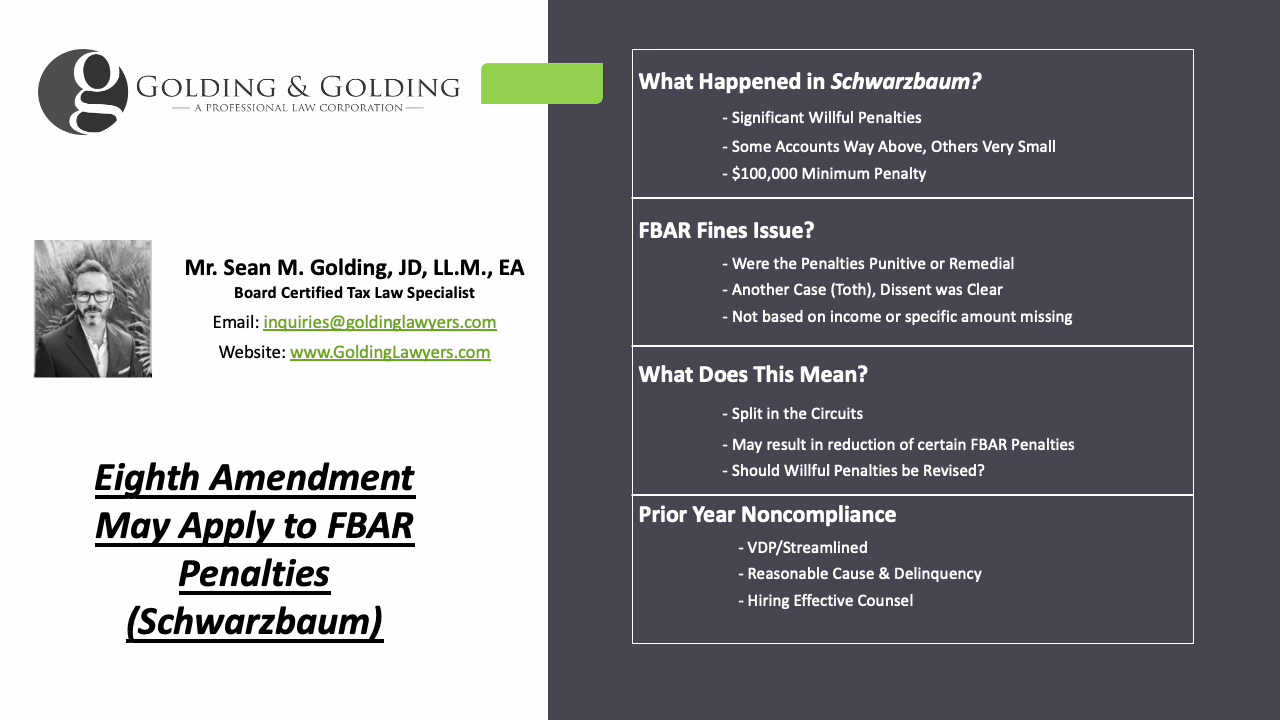 g GOLDING & GOLDING
A PROFESSIONAL LAW CORPORATION
Mr. Sean M. Golding, JD, LL.M., EA
Board Certified Tax Law Specialist
Email: inquiries@goldinglawyers.com
Website: www.GoldingLawyers.com
Eighth Amendment
May Apply to FBAR
Penalties
(Schwarzbaum)
What Happened in Schwarzbaum?
- Significant Willful Penalties
- Some Accounts Way Above, Others Very Small
- $100,000 Minimum Penalty
FBAR Fines Issue?
- Were the Penalties Punitive or Remedial
- Another Case (Toth), Dissent was Clear
- Not based on income or specific amount missing
What Does This Mean?
- Split in the Circuits
- May result in reduction of certain FBAR Penalties
- Should Willful Penalties be Revised?
Prior Year Noncompliance
- VDP/Streamlined
- Reasonable Cause & Delinquency
- Hiring Effective Counsel